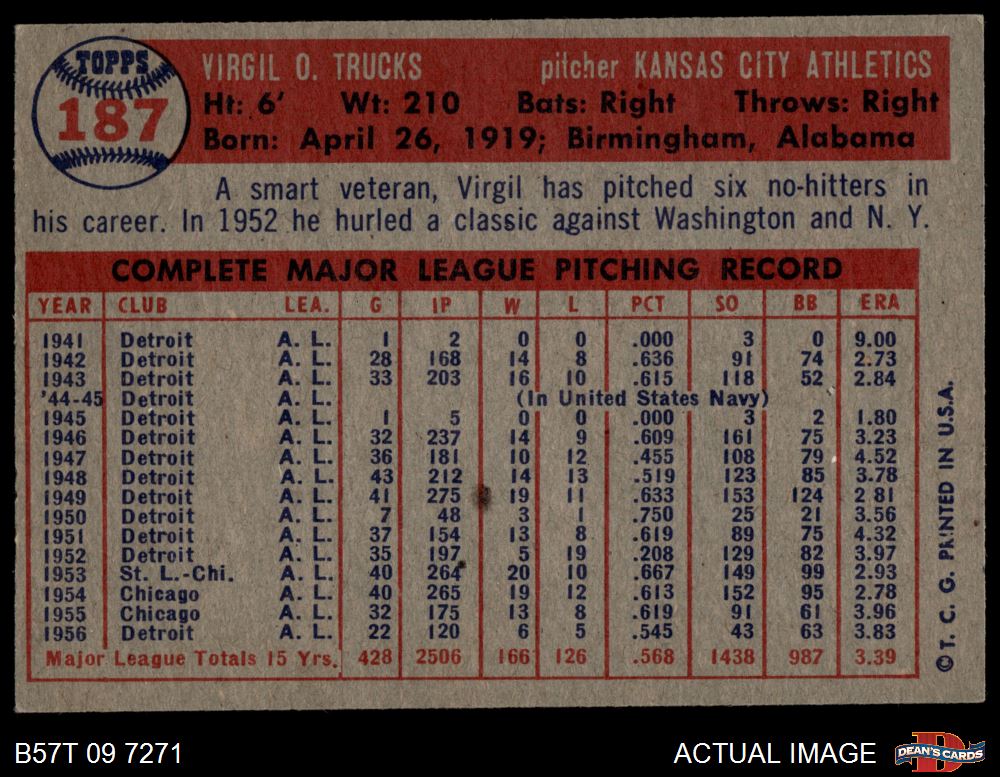 TOPPS
187
VIRGIL O. TRUCKS pitcher KANSAS CITY ATHLETICS
Ht: 6' Wt: 210 Bats: Right Throws: Right
Born: April 26, 1919; Birmingham, Alabama
A smart veteran, Virgil has pitched six no-hitters in
his career. In 1952 he hurled a classic against Washington and N. Y.
COMPLETE MAJOR LEAGUE PITCHING RECORD
YEAR CLUB LEA. G IP W L PCT SO BB ERA
1941 Detroit A. L. 1 2 0 0 .000 3 0 9.00
1942 Detroit A. L. 28 168 14 8 .636 91 74 2.73
1943 Detroit A. L. 33 203 16 10 .615 118 52 2.84
'44-45 Detroit A. L. (In United States Navy)
1945 Detroit A. L. 1 5 0 0 .000 3 2 1.80
1946 Detroit A. L. 32 237 14 9 .609 161 75 3.23
1947 Detroit A. L. 36 181 10 12 .455 108 79 4.52
1948 Detroit A. L. 43 212 14 13 .519 123 85 3.78
1949 Detroit A. L. 41 275 19 11 .633 153 124 2 81
1950 Detroit A. L. 7 48 3 1 .750 25 21 3.56
1951 Detroit A. L. 37 154 13 8 .619 89 75 4.32
1952 Detroit A. L. 35 197 5 19 .208 129 82 3.97
1953 St. L.-Chi. A. L. 40 264 20 10 .667 149 99 2.93
1954 Chicago A. L. 40 265 19 12 .613 152 95 2.78
1955 Chicago A. L. 32 175 13 8 .619 91 61 3.96
1956 Detroit A. L. 22 120 6 5 .545 43 63 3.83
Major League Totals 15 Yrs. 428 2506 166 126 .568 1438 987 3.39
©T. C. G. PRINTED IN U.S.A.
B57T 09 7271 ACTUAL IMAGE DEAN'S CARDS